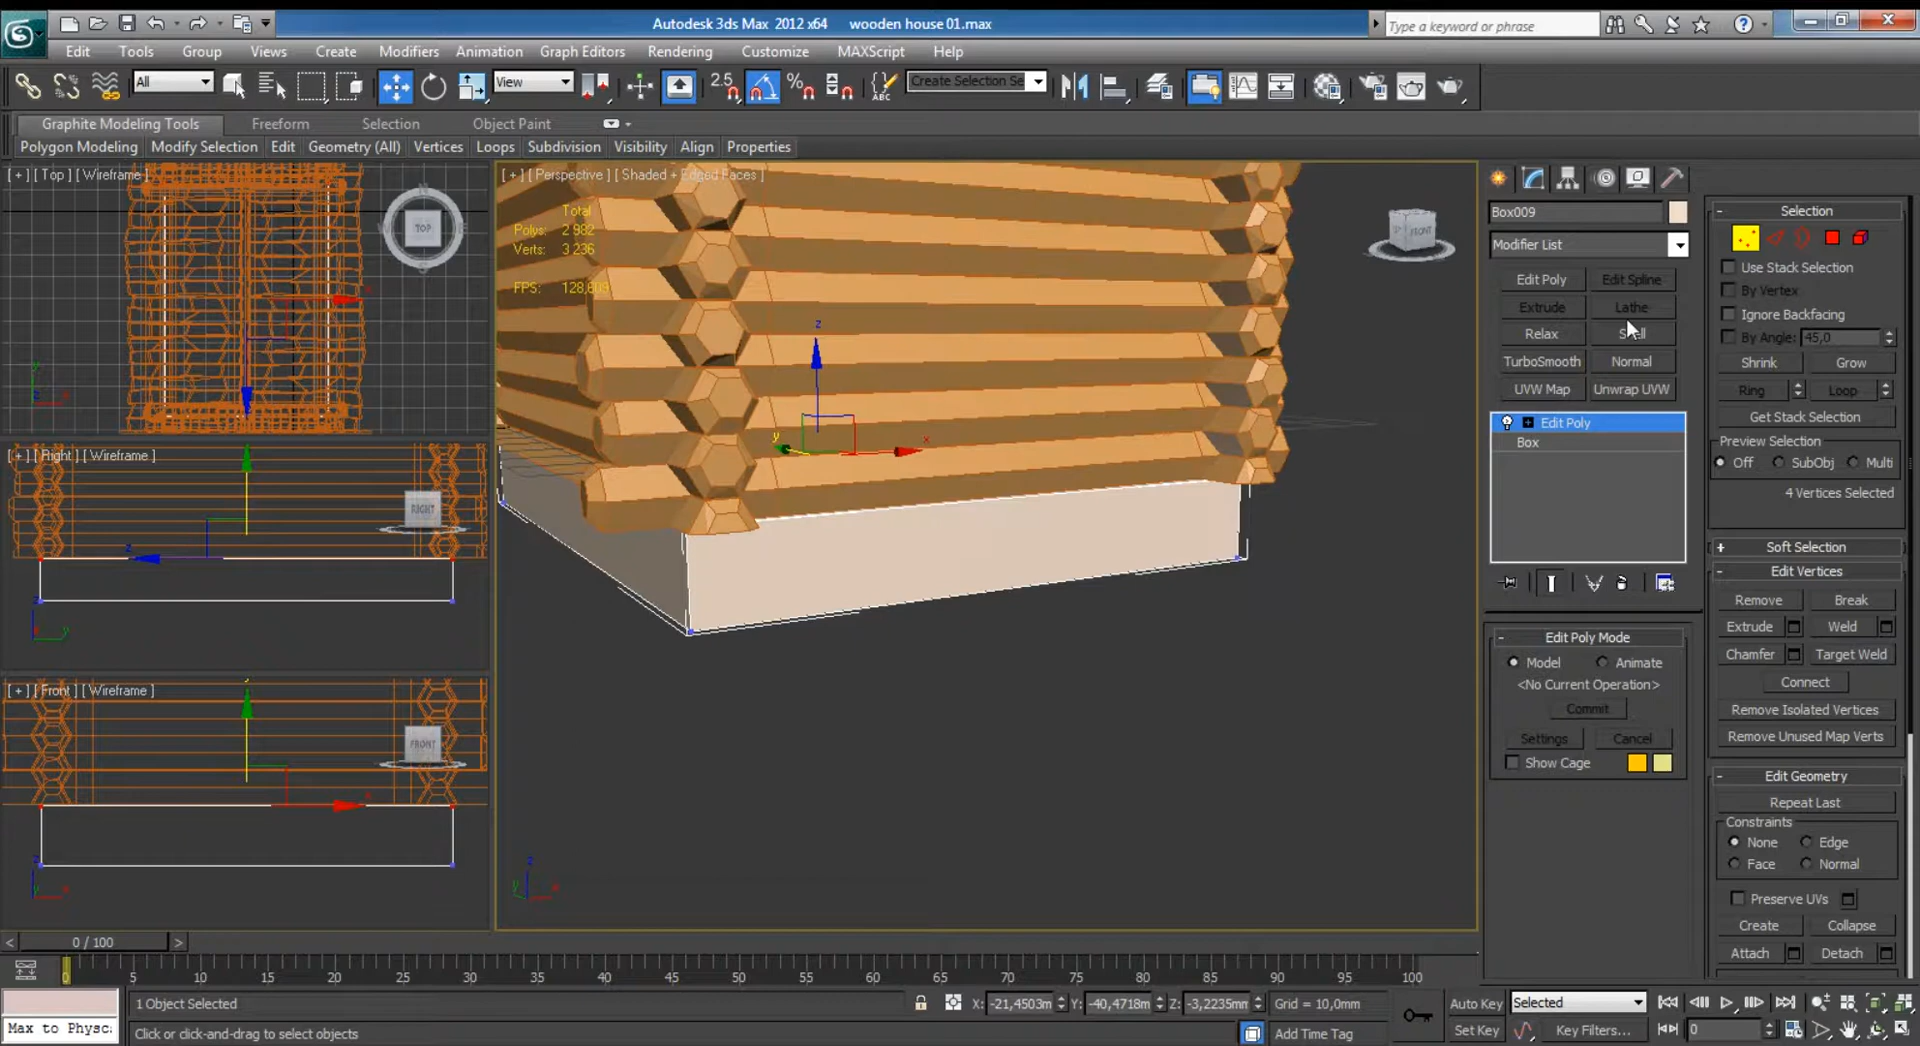 Autodesk 3ds Max 2012 x64 wooden house 01.max
Type a keyword or phrase
Edit Tools Group Views Create Modifiers Animation Graph Editors Rendering Customize MAXScript Help
All
View
2.5
Create Selection Se
ABC
Graphite Modeling Tools Freeform Selection Object Paint
Polygon Modeling Modify Selection Edit Geometry (All) Vertices Loops Subdivision Visibility Align Properties
[ + ] [ Top ] [ Wireframe ]
TOP
[ + ] [ Right ] [ Wireframe ]
RIGHT
[ + ] [ Front ] [ Wireframe ]
FRONT
[ + ] [ Perspective ] [ Shaded + Edged Faces ]
Total
Polys: 2 982
Verts: 3 236
FPS: 128,609
FRONT
z
y
x
Box009
Modifier List
Edit Poly Edit Spline
Extrude Lathe
Relax
TurboSmooth Normal
UVW Map Unwrap UVW
Edit Poly
Box
Edit Poly Mode
Model Animate
<No Current Operation>
Commit
Settings Cancel
Show Cage
Selection
Use Stack Selection
By Vertex
Ignore Backfacing
By Angle: 45,0
Shrink Grow
Ring Loop
Get Stack Selection
Preview Selection
Off SubObj Multi
4 Vertices Selected
Soft Selection
Edit Vertices
Remove Break
Extrude Weld
Chamfer Target Weld
Connect
Remove Isolated Vertices
Remove Unused Map Verts
Edit Geometry
Repeat Last
Constraints
None Edge
Face Normal
Preserve UVs
Create Collapse
Attach Detach
< 0 / 100 >
0 5 10 15 20 25 30 35 40 45 50 55 60 65 70 75 80 85 90 95 100
1 Object Selected
X: -21,4503m Y: -40,4718m Z: -3,2235mm Grid = 10,0mm
Auto Key Selected
Max to Physc:
Click or click-and-drag to select objects
Add Time Tag
Set Key Key Filters...
0